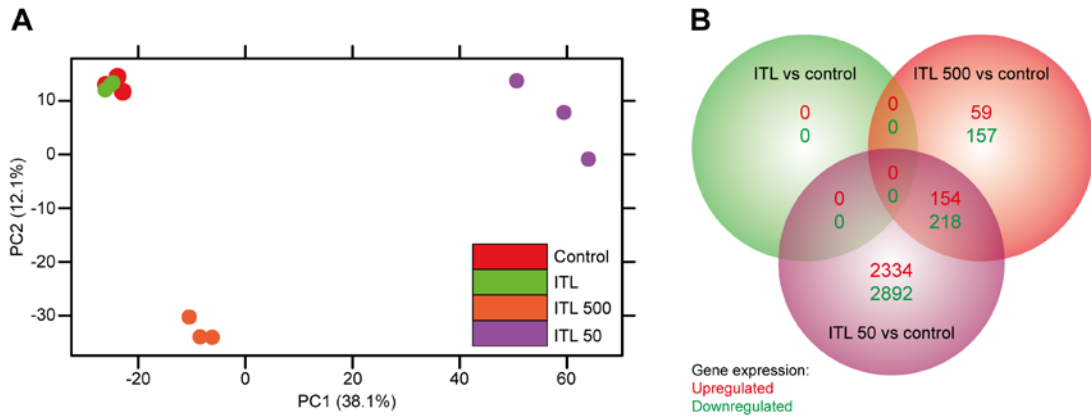 A
10
0
-10
-20
-30
PC2 (12.1%)
-20
0
20
40
60
PC1 (38.1%)
Control
ITL
ITL 500
ITL 50
B
ITL vs control
ITL 500 vs control
0
0
0
0
59
157
0
0
0
0
154
218
2334
2892
ITL 50 vs control
Gene expression:
Upregulated
Downregulated